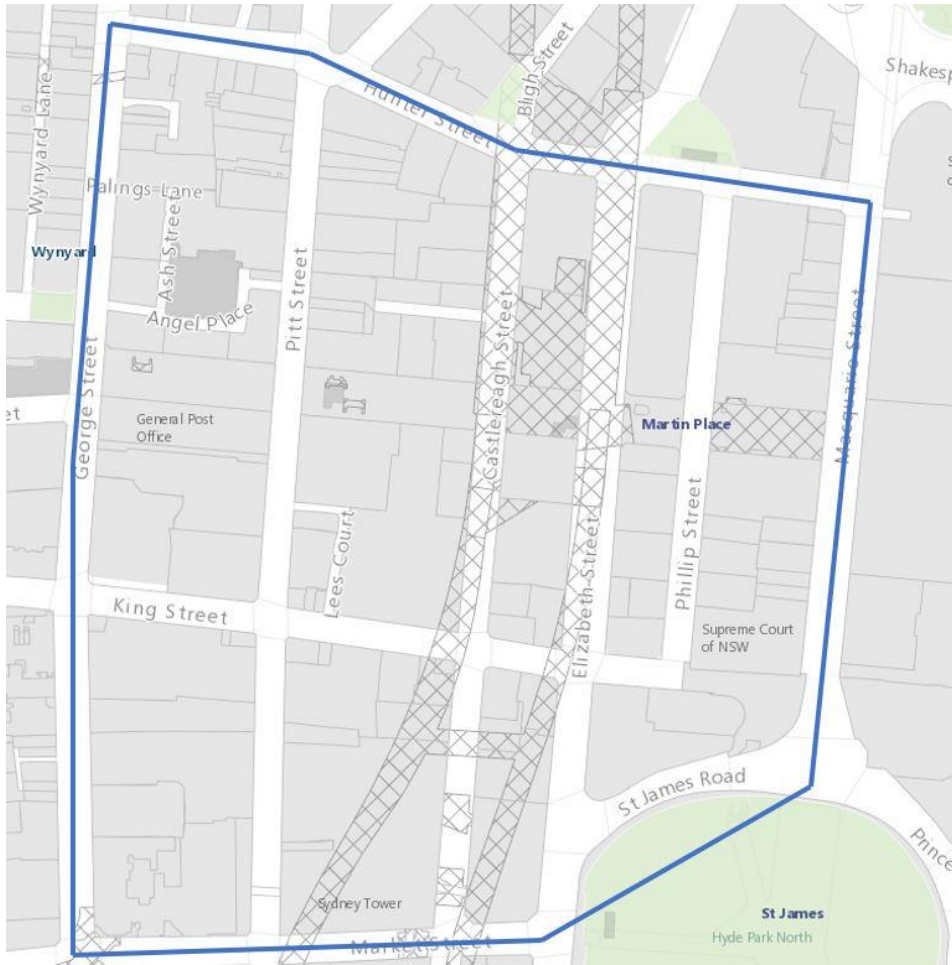 Wynyard Lane
Bligh Street
Hunter Street
Shakesp
S
Palings Lane
Ash Street
Wynyard
Pitt Street
Angel Place
George Street
Castlereagh Street
Macquarie Street
et
General Post
Office
Martin Place
Phillip Street
Lees Court
Elizabeth Street
King Street
Supreme Court
of NSW
St James Road
Prince
Sydney Tower
St James
Hyde Park North
Market Street